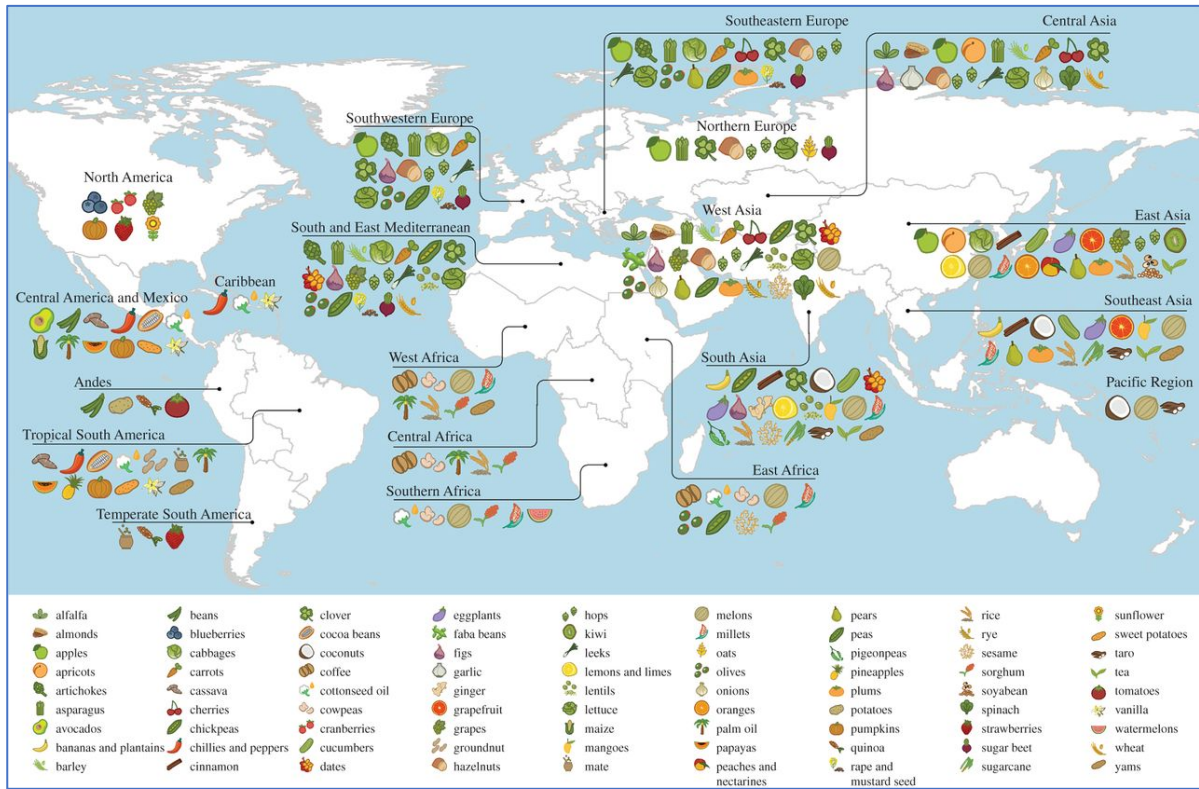 Southeastern Europe
Central Asia
Southwestern Europe
Northern Europe
North America
West Asia
East Asia
South and East Mediterranean
Caribbean
Central America and Mexico
Southeast Asia
West Africa
South Asia
Andes
Pacific Region
Tropical South America
Central Africa
East Africa
Southern Africa
Temperate South America
alfalfa
almonds
apples
apricots
artichokes
asparagus
avocados
bananas and plantains
barley
beans
blueberries
cabbages
carrots
cassava
cherries
chickpeas
chillies and peppers
cinnamon
clover
cocoa beans
coconuts
coffee
cottonseed oil
cowpeas
cranberries
cucumbers
dates
eggplants
faba beans
figs
garlic
ginger
grapefruit
grapes
groundnut
hazelnuts
hops
kiwi
leeks
lemons and limes
lentils
lettuce
maize
mangoes
mate
melons
millets
oats
olives
onions
oranges
palm oil
papayas
peaches and
nectarines
pears
peas
pigeonpeas
pineapples
plums
potatoes
pumpkins
quinoa
rape and
mustard seed
rice
rye
sesame
sorghum
soyabean
spinach
strawberries
sugar beet
sugarcane
sunflower
sweet potatoes
taro
tea
tomatoes
vanilla
watermelons
wheat
yams